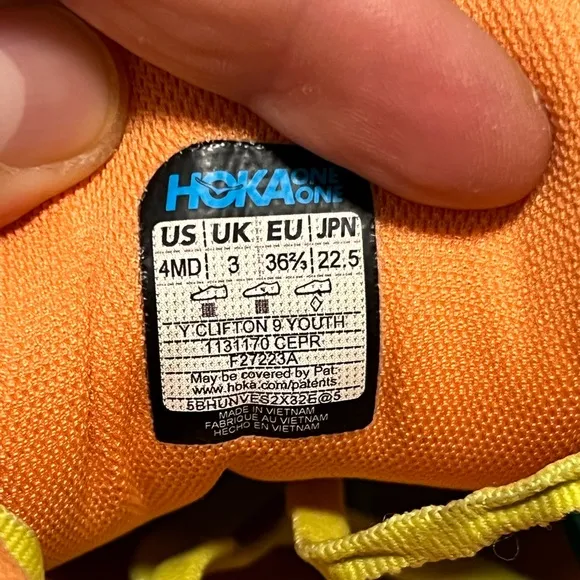 HOKA ONE ONE
US UK EU JPN
4MD 3 36⅔ 22.5
Y CLIFTON 9 YOUTH
1131170 CEPR
F27223A
May be covered by Pat.
www.hoka.com/patents
5BHUNVES2X32E@5
MADE IN VIETNAM
FABRIQUÉ AU VIETNAM
HECHO EN VIETNAM